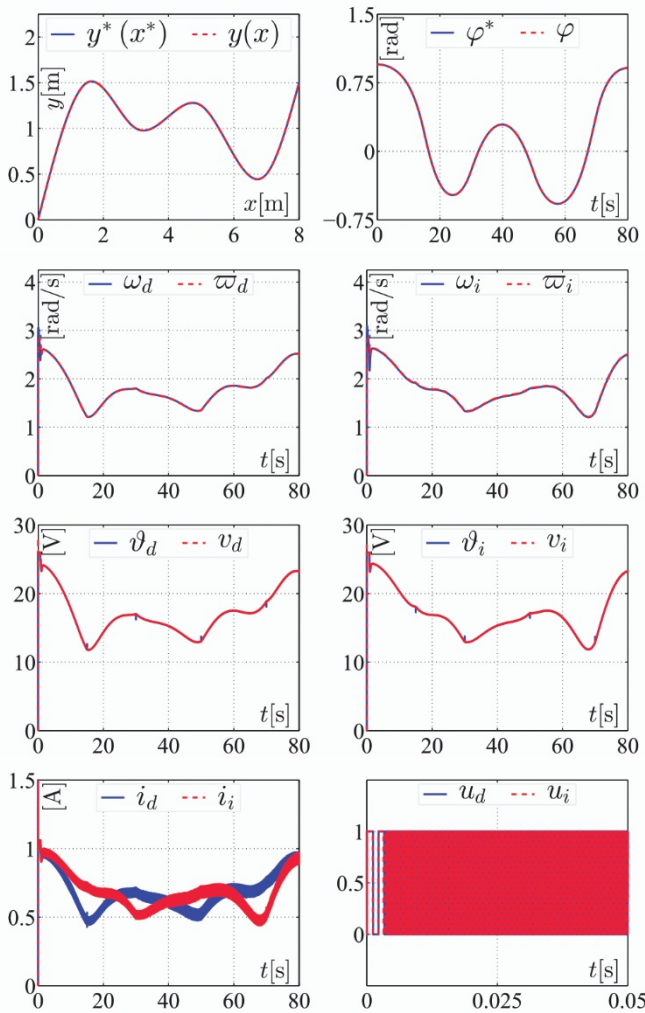 y* (x*) y(x)
y[m]
2
1.5
1
0.5
0
x[m]
0 2 4 6 8
φ* φ
[rad]
1.5
0.75
0
−0.75
t[s]
0 20 40 60 80
ω_d ϖ_d
[rad/s]
4
3
2
1
0
t[s]
0 20 40 60 80
ω_i ϖ_i
[rad/s]
4
3
2
1
0
t[s]
0 20 40 60 80
ϑ_d v_d
[V]
30
20
10
0
t[s]
0 20 40 60 80
ϑ_i v_i
[V]
30
20
10
0
t[s]
0 20 40 60 80
i_d i_i
[A]
1.5
1
0.5
0
t[s]
0 20 40 60 80
u_d u_i
1
0.5
0
t[s]
0 0.025 0.05